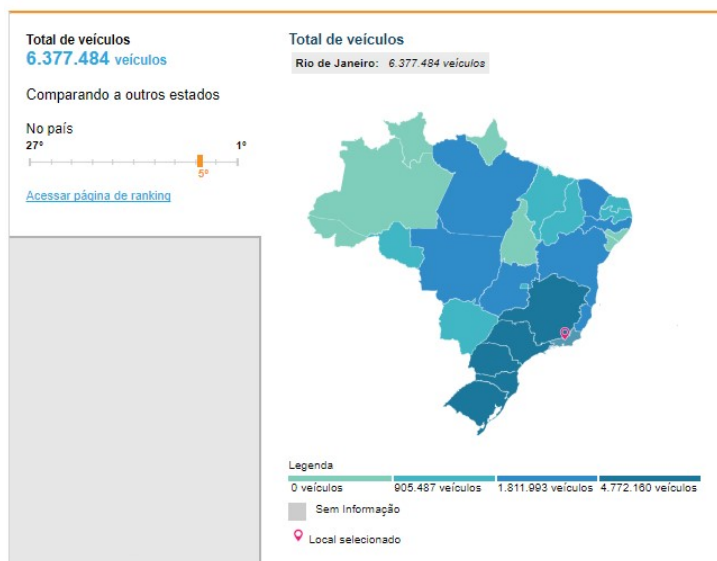 Total de veículos
6.377.484 veículos
Comparando a outros estados
No país
27º 1º
5º
Acessar página de ranking
Total de veículos
Rio de Janeiro: 6.377.484 veículos
Legenda
0 veículos 905.487 veículos 1.811.993 veículos 4.772.160 veículos
Sem Informação
Local selecionado